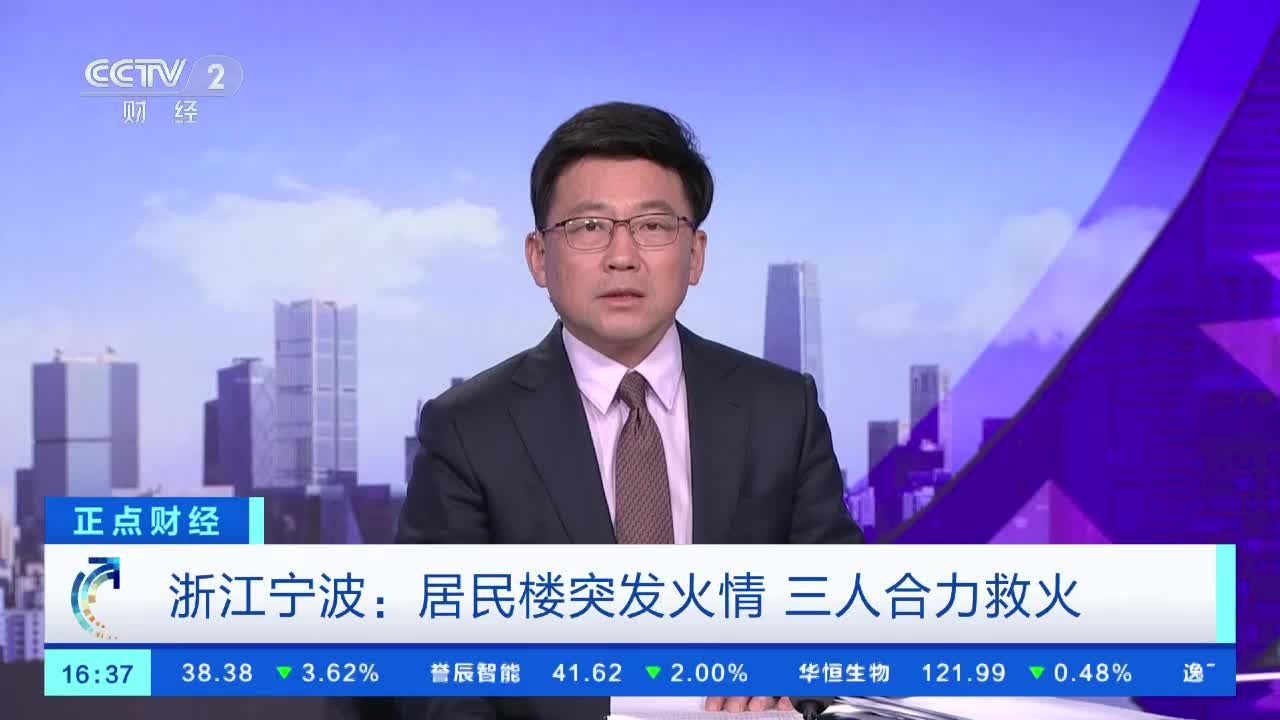 CCTV 2
财 经
正点财经
浙江宁波：居民楼突发火情 三人合力救火
16:37 38.38 ▼ 3.62% 誉辰智能 41.62 ▼ 2.00% 华恒生物 121.99 ▼ 0.48% 逸